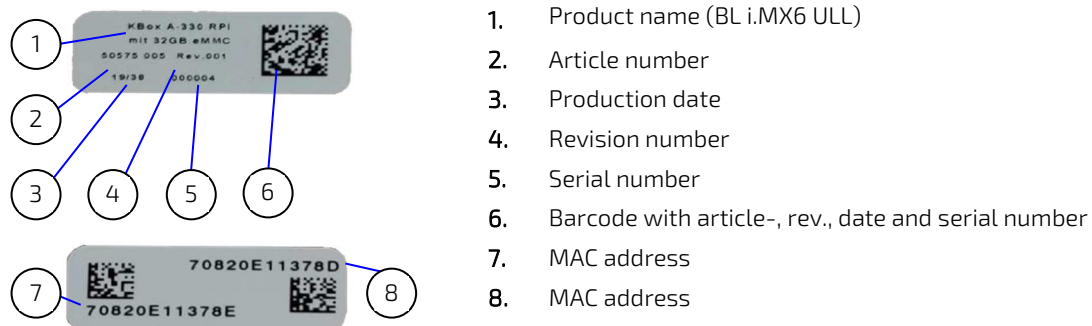 KBox A-330 RPi
mit 32GB eMMC
50575 005 Rev.001
19/38 000004
1
2
3
4
5
6
70820E11378D
70820E11378E
7
8
1. Product name (BL i.MX6 ULL)
2. Article number
3. Production date
4. Revision number
5. Serial number
6. Barcode with article-, rev., date and serial number
7. MAC address
8. MAC address